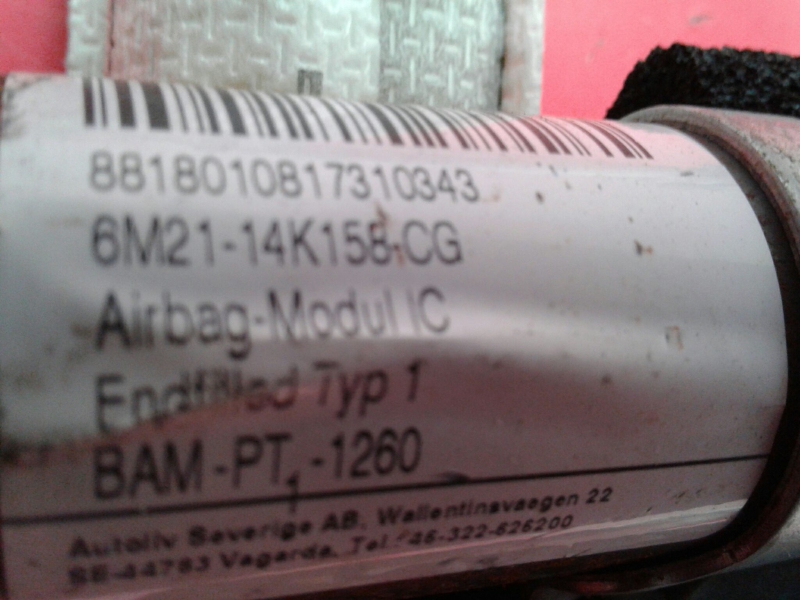 8818010817310343
6M21-14K158-CG
Airbag-Modul IC
Endfilled Typ 1
BAM-PT1-1260
Autoliv Sverige AB, Wallentinsvaegen 22
SE-44783 Vagarda, Tel. 46-322-626200